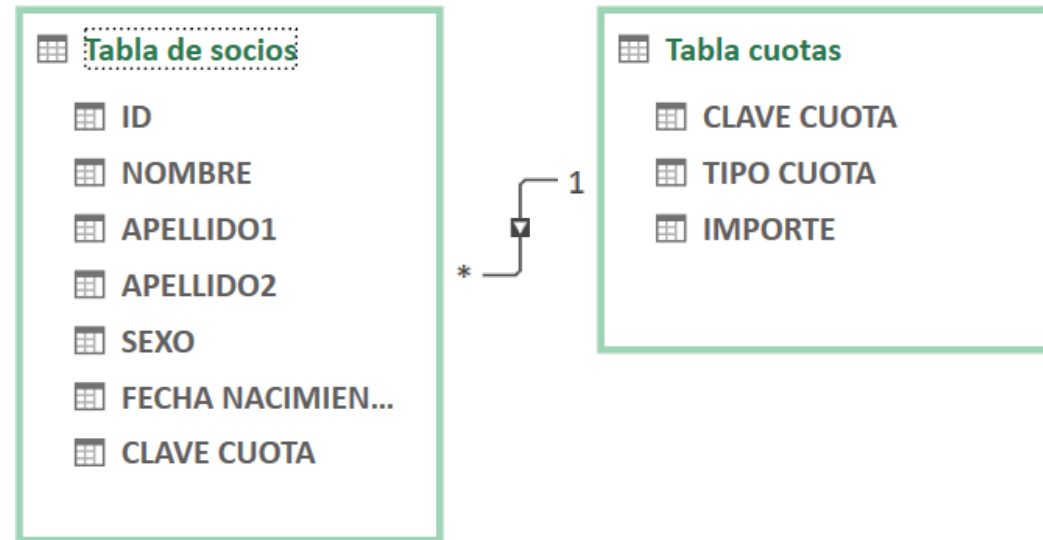 Tabla de socios
ID
NOMBRE
APELLIDO1
APELLIDO2
SEXO
FECHA NACIMIEN...
CLAVE CUOTA
1
*
Tabla cuotas
CLAVE CUOTA
TIPO CUOTA
IMPORTE